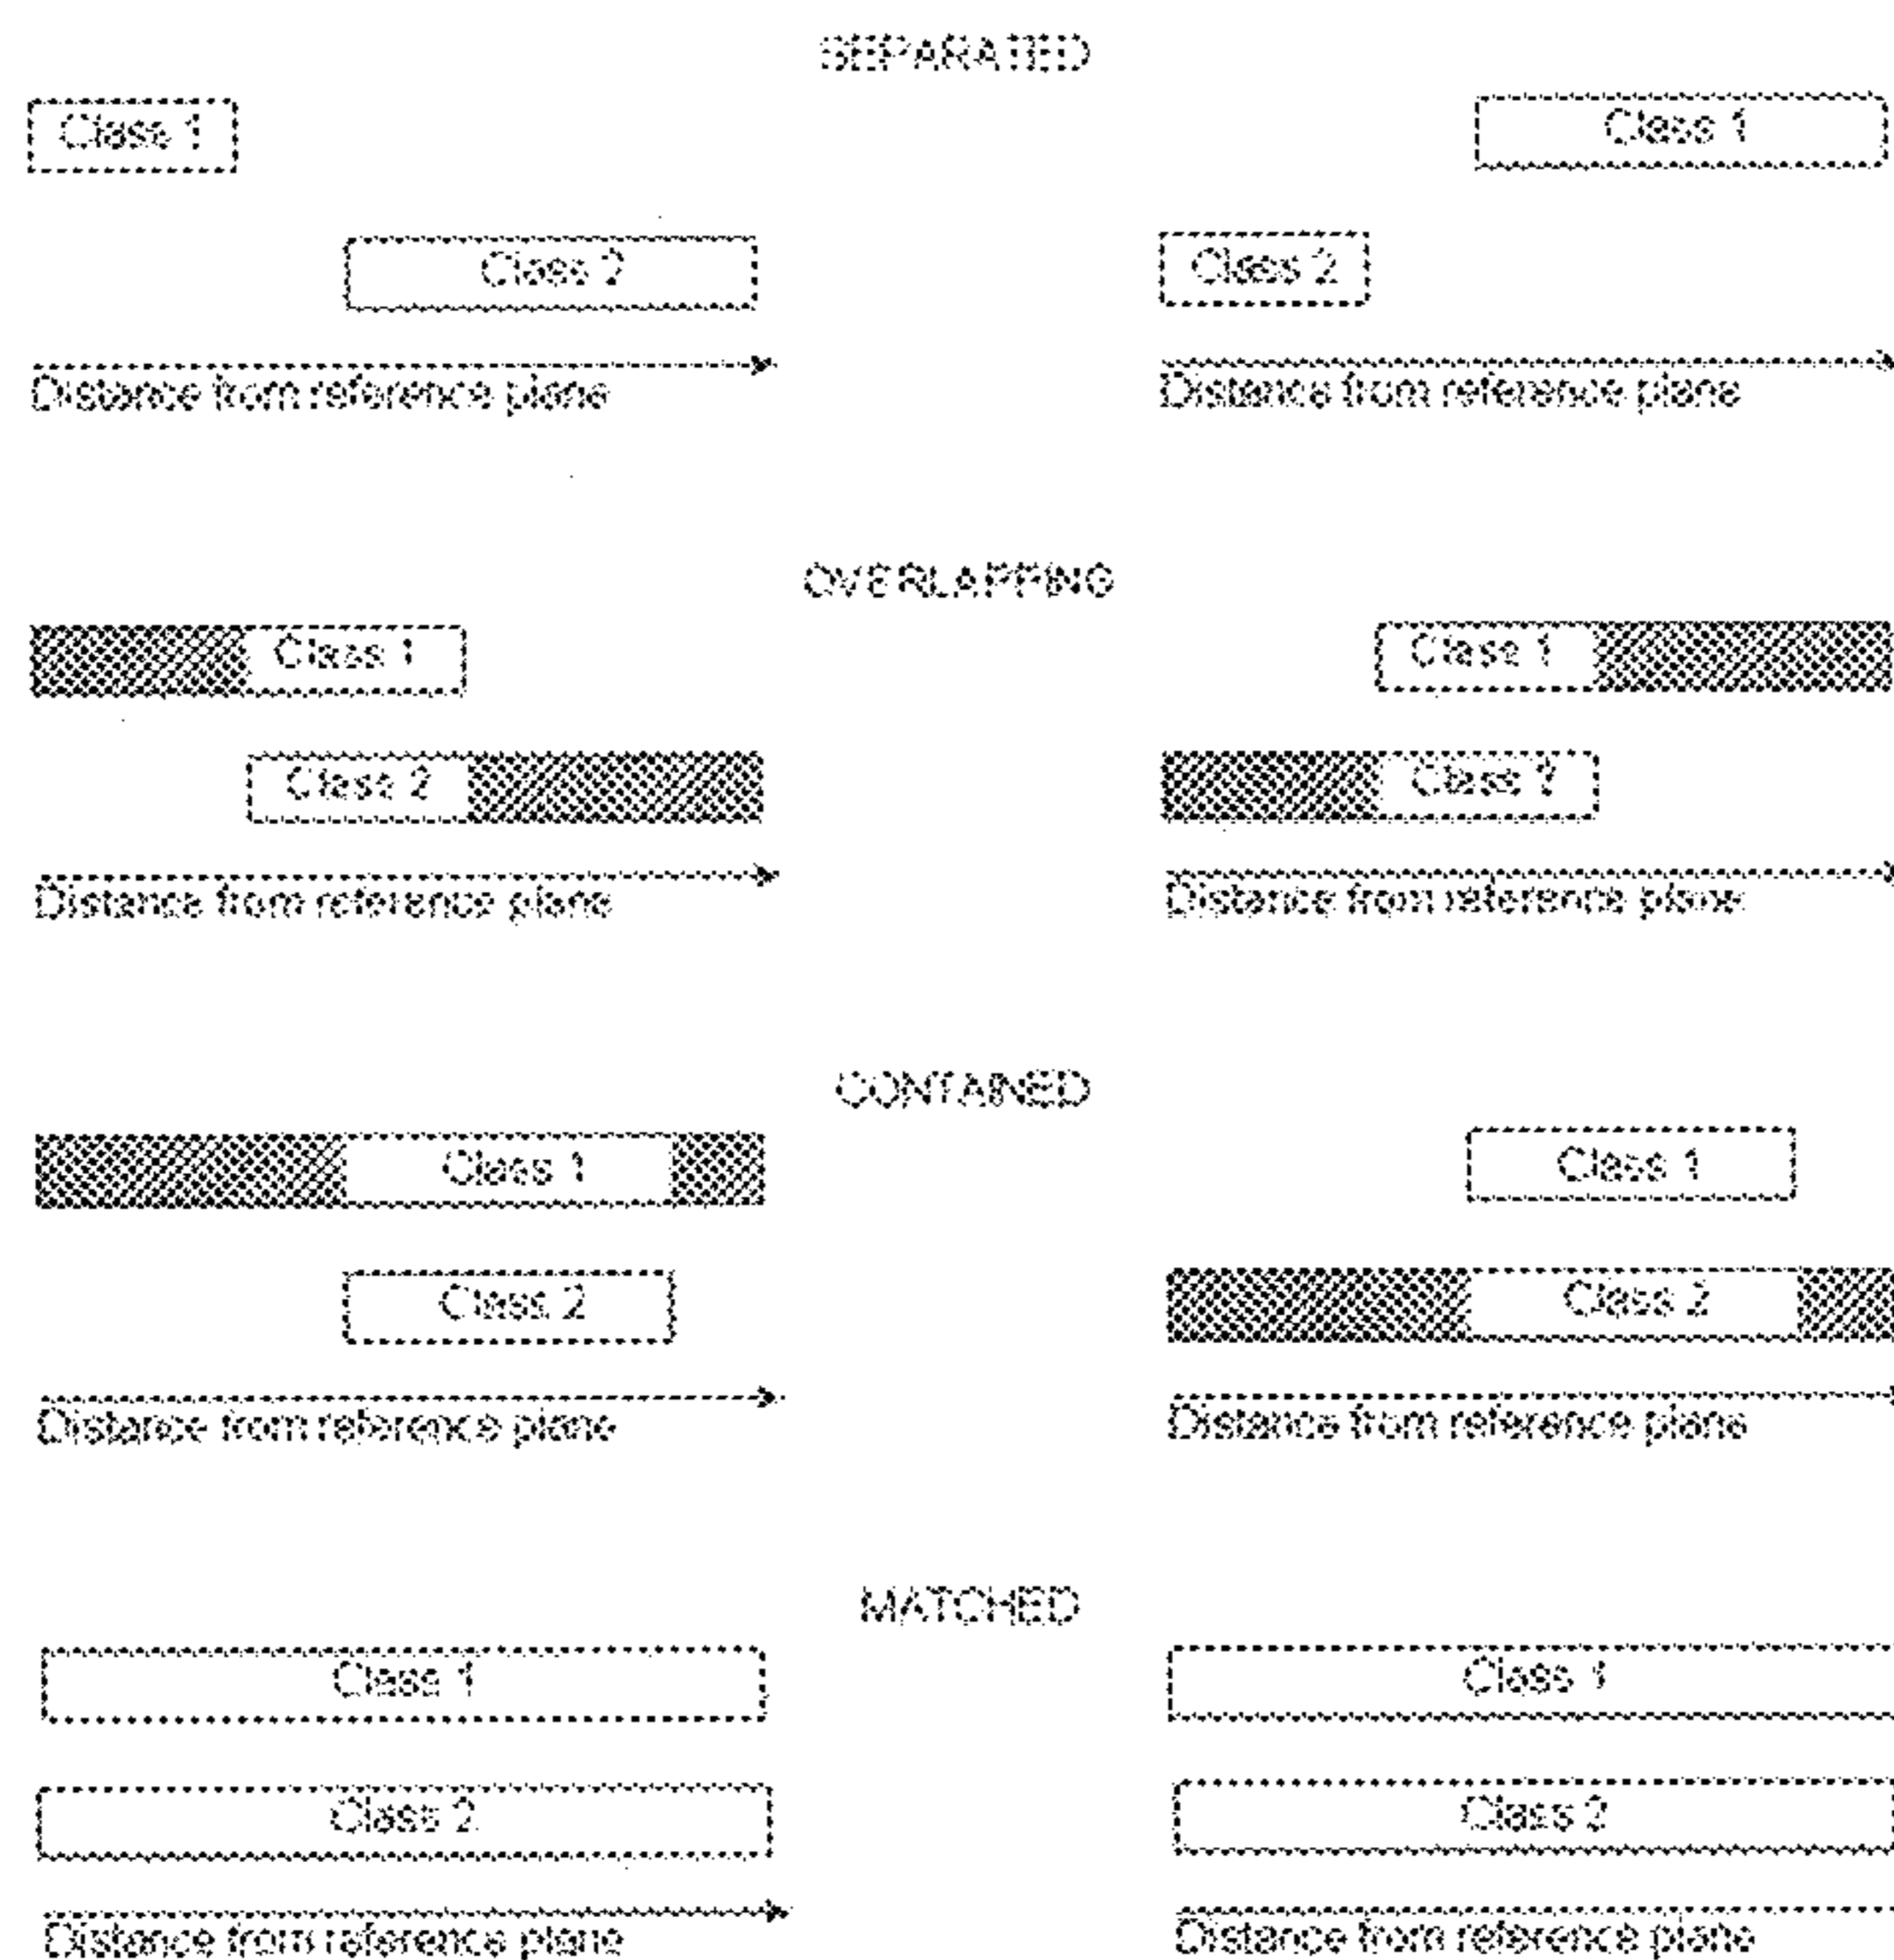 SEPARATED
Class 1
Class 1
Class 2
Class 2
Distance from reference plane
Distance from reference plane
OVERLAPPING
Class 1
Class 1
Class 2
Class 2
Distance from reference plane
Distance from reference plane
CONTAINED
Class 1
Class 1
Class 2
Class 2
Distance from reference plane
Distance from reference plane
MATCHED
Class 1
Class 1
Class 2
Class 2
Distance from reference plane
Distance from reference plane